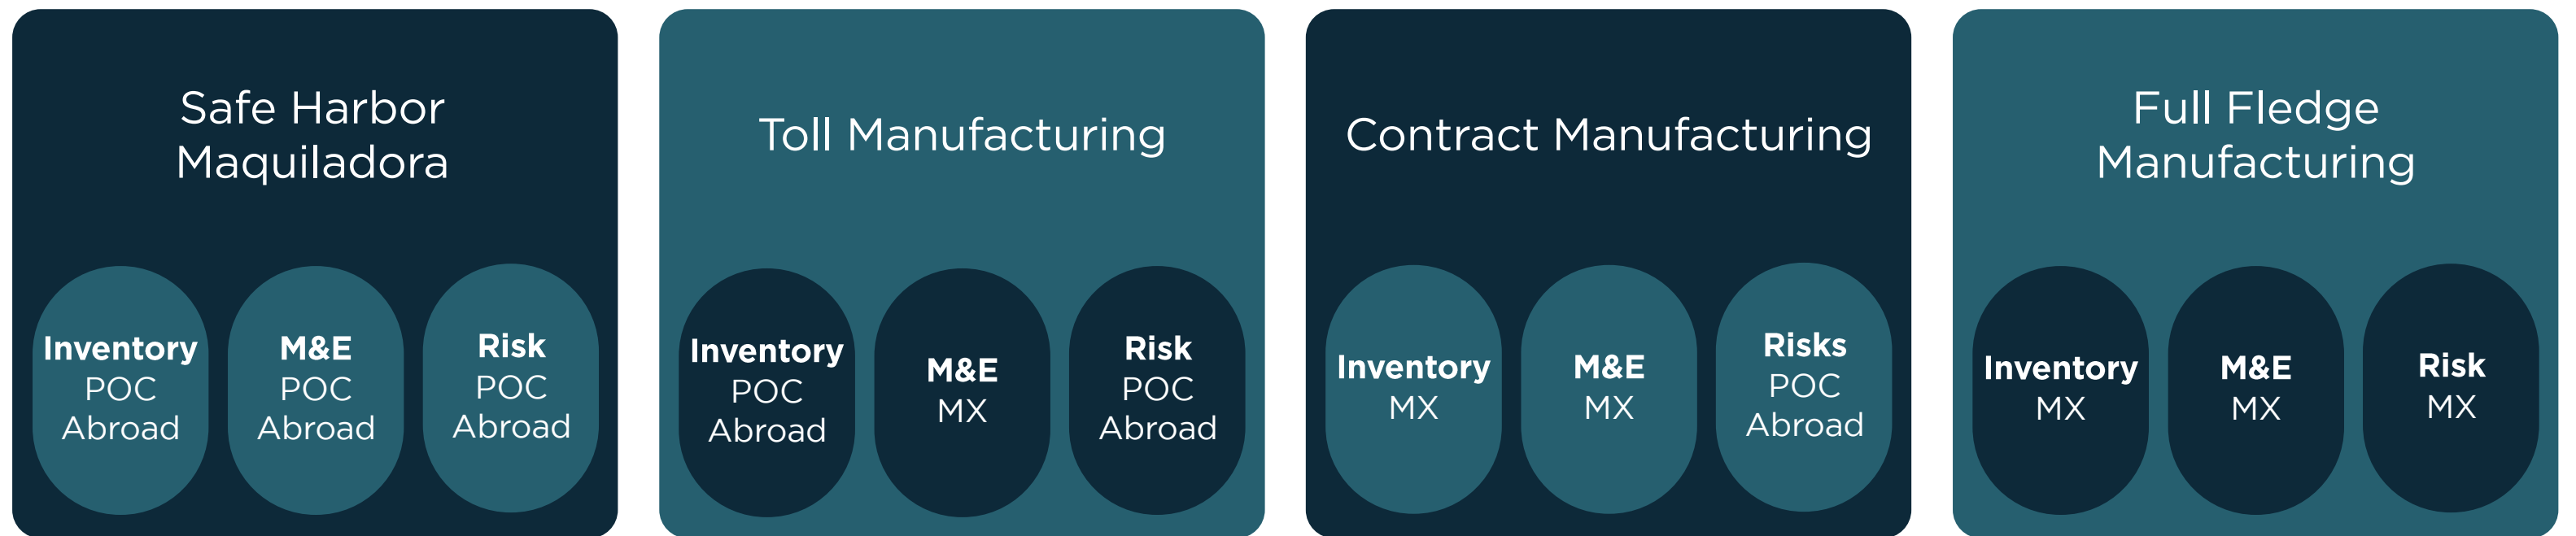 Safe Harbor
Maquiladora
Inventory
POC
Abroad
M&E
POC
Abroad
Risk
POC
Abroad
Toll Manufacturing
Inventory
POC
Abroad
M&E
MX
Risk
POC
Abroad
Contract Manufacturing
Inventory
MX
M&E
MX
Risks
POC
Abroad
Full Fledge
Manufacturing
Inventory
MX
M&E
MX
Risk
MX